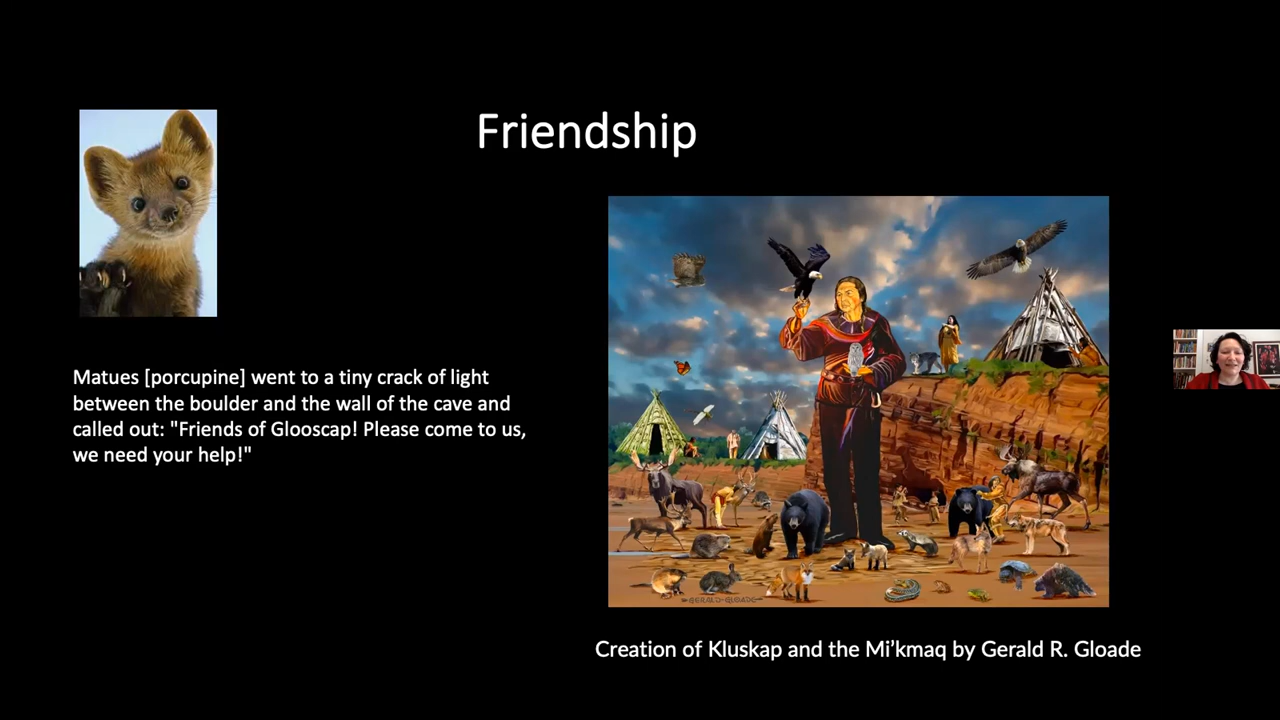 Friendship
Matues [porcupine] went to a tiny crack of light
between the boulder and the wall of the cave and
called out: "Friends of Glooscap! Please come to us,
we need your help!"
GERALD GLOADE
Creation of Kluskap and the Mi’kmaq by Gerald R. Gloade